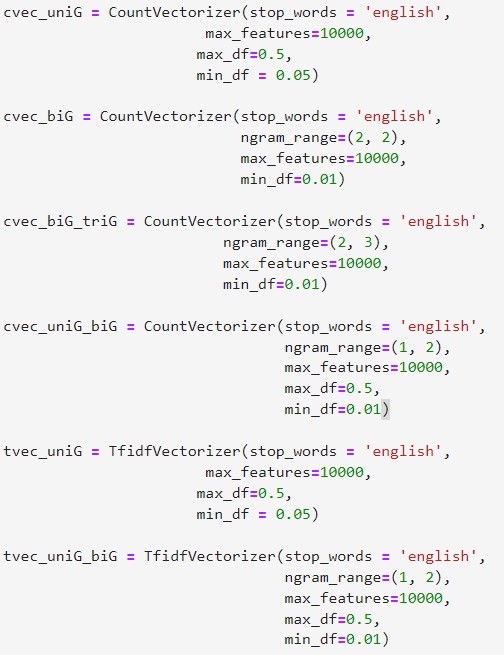 cvec_uniG = CountVectorizer(stop_words = 'english',
max_features=10000,
max_df=0.5,
min_df = 0.05)
cvec_biG = CountVectorizer(stop_words = 'english',
ngram_range=(2, 2),
max_features=10000,
min_df=0.01)
cvec_biG_triG = CountVectorizer(stop_words = 'english',
ngram_range=(2, 3),
max_features=10000,
min_df=0.01)
cvec_uniG_biG = CountVectorizer(stop_words = 'english',
ngram_range=(1, 2),
max_features=10000,
max_df=0.5,
min_df=0.01)
tvec_uniG = TfidfVectorizer(stop_words = 'english',
max_features=10000,
max_df=0.5,
min_df = 0.05)
tvec_uniG_biG = TfidfVectorizer(stop_words = 'english',
ngram_range=(1, 2),
max_features=10000,
max_df=0.5,
min_df=0.01)